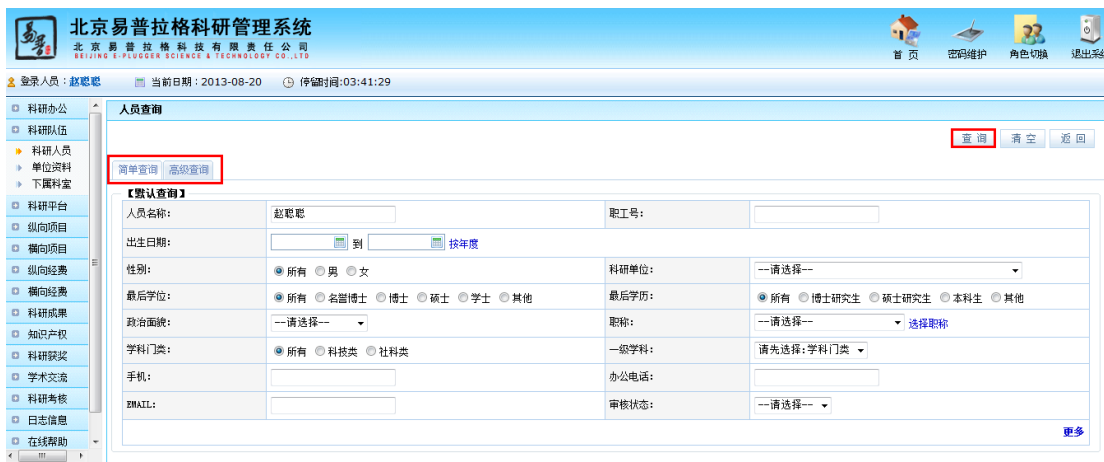 易普
北京易普拉格科研管理系统
北京易普拉格科技有限责任公司
BEIJING E-PLUGGER SCIENCE & TECHNOLOGY CO.,LTD
首 页 密码维护 角色切换 退出系统
登录人员：赵聪聪 当前日期：2013-08-20 停留时间:03:41:29
科研办公
科研队伍
科研人员
单位资料
下属科室
科研平台
纵向项目
横向项目
纵向经费
横向经费
科研成果
知识产权
科研获奖
学术交流
科研考核
日志信息
在线帮助
人员查询
查 询 清 空 返 回
简单查询 高级查询
【默认查询】
人员名称: 赵聪聪 职工号:
出生日期: 到 按年度
性别: 所有 男 女 科研单位: --请选择--
最后学位: 所有 名誉博士 博士 硕士 学士 其他 最后学历: 所有 博士研究生 硕士研究生 本科生 其他
政治面貌: --请选择-- 职称: --请选择-- 选择职称
学科门类: 所有 科技类 社科类 一级学科: 请先选择:学科门类
手机: 办公电话:
EMAIL: 审核状态: --请选择--
更多